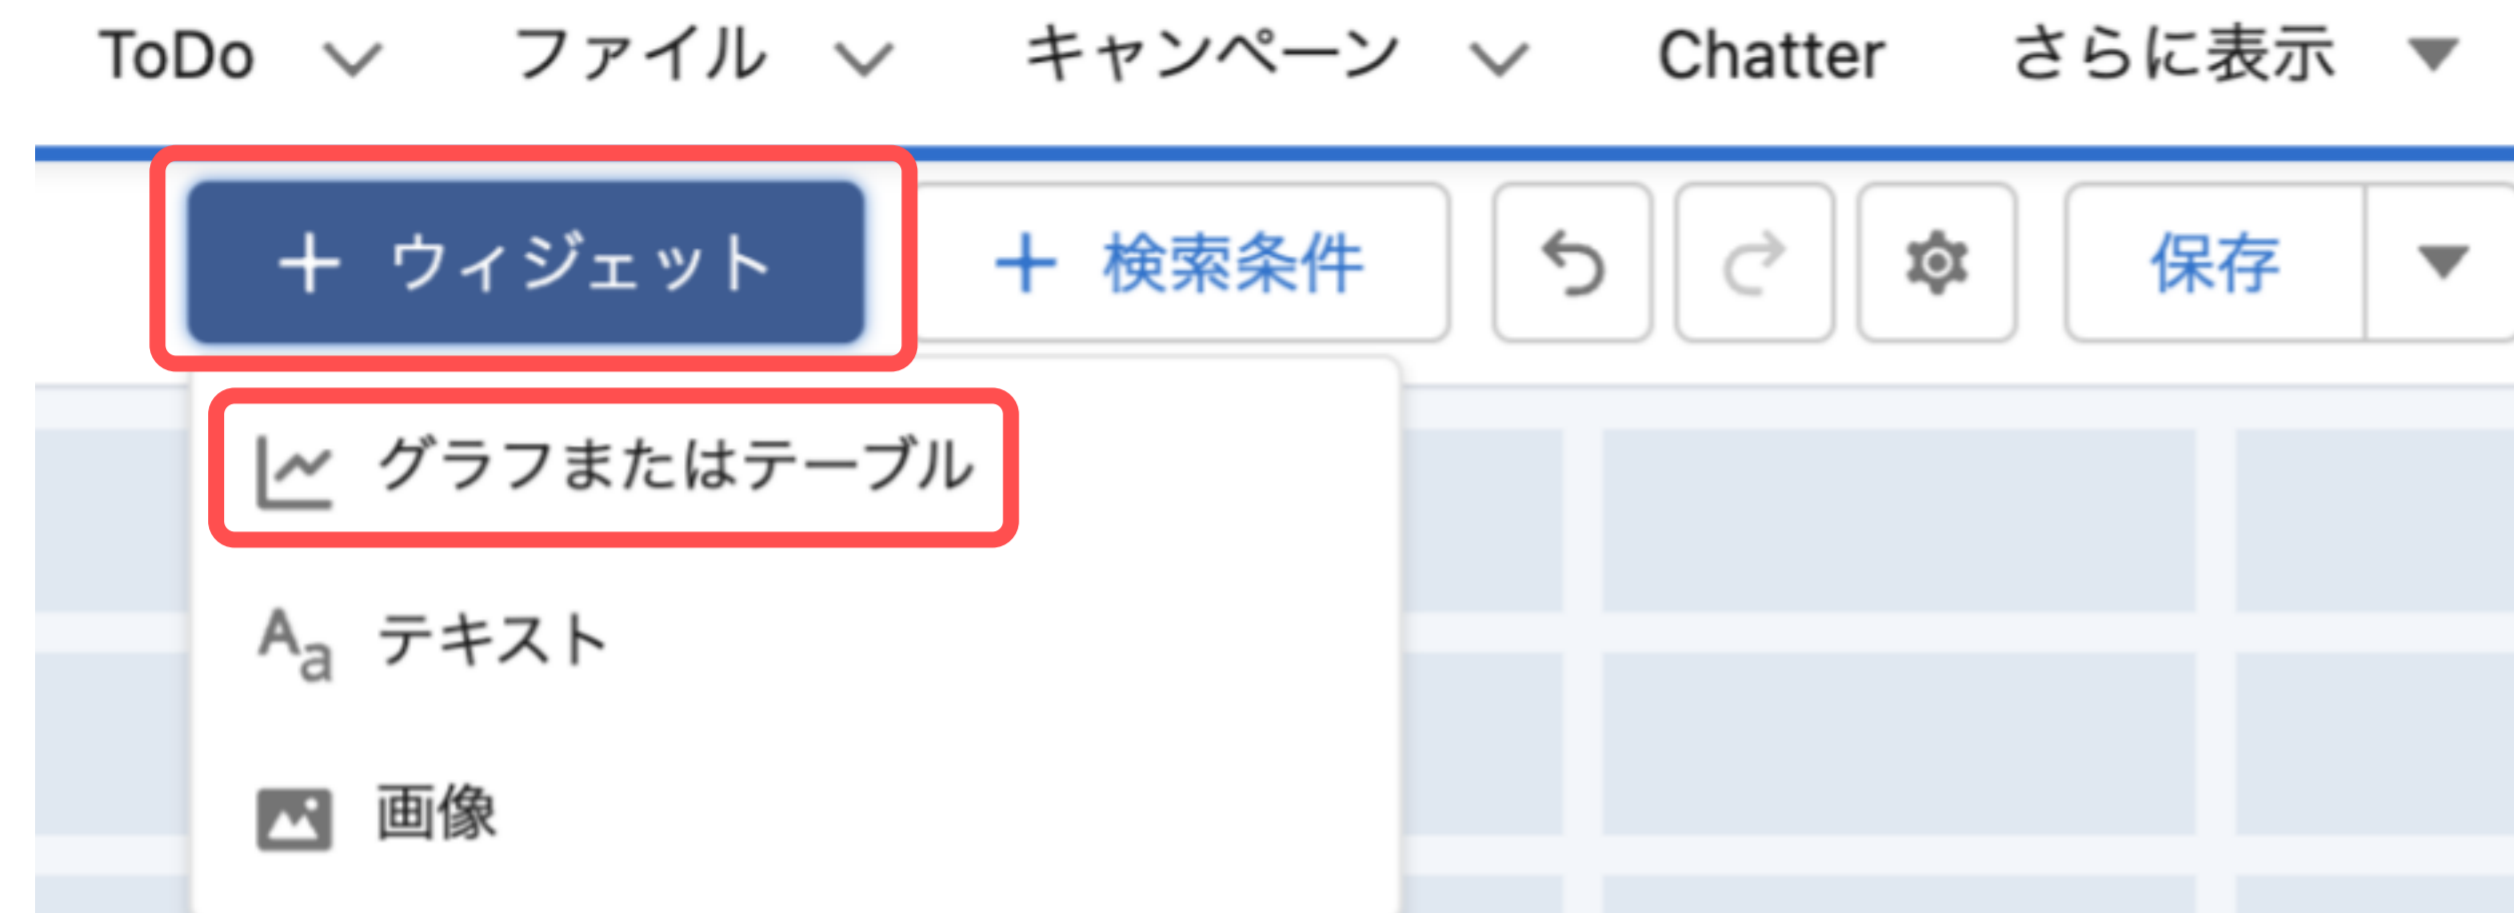 ToDo ファイル キャンペーン Chatter さらに表示
+ ウィジェット + 検索条件 保存
グラフまたはテーブル
Aa テキスト
画像